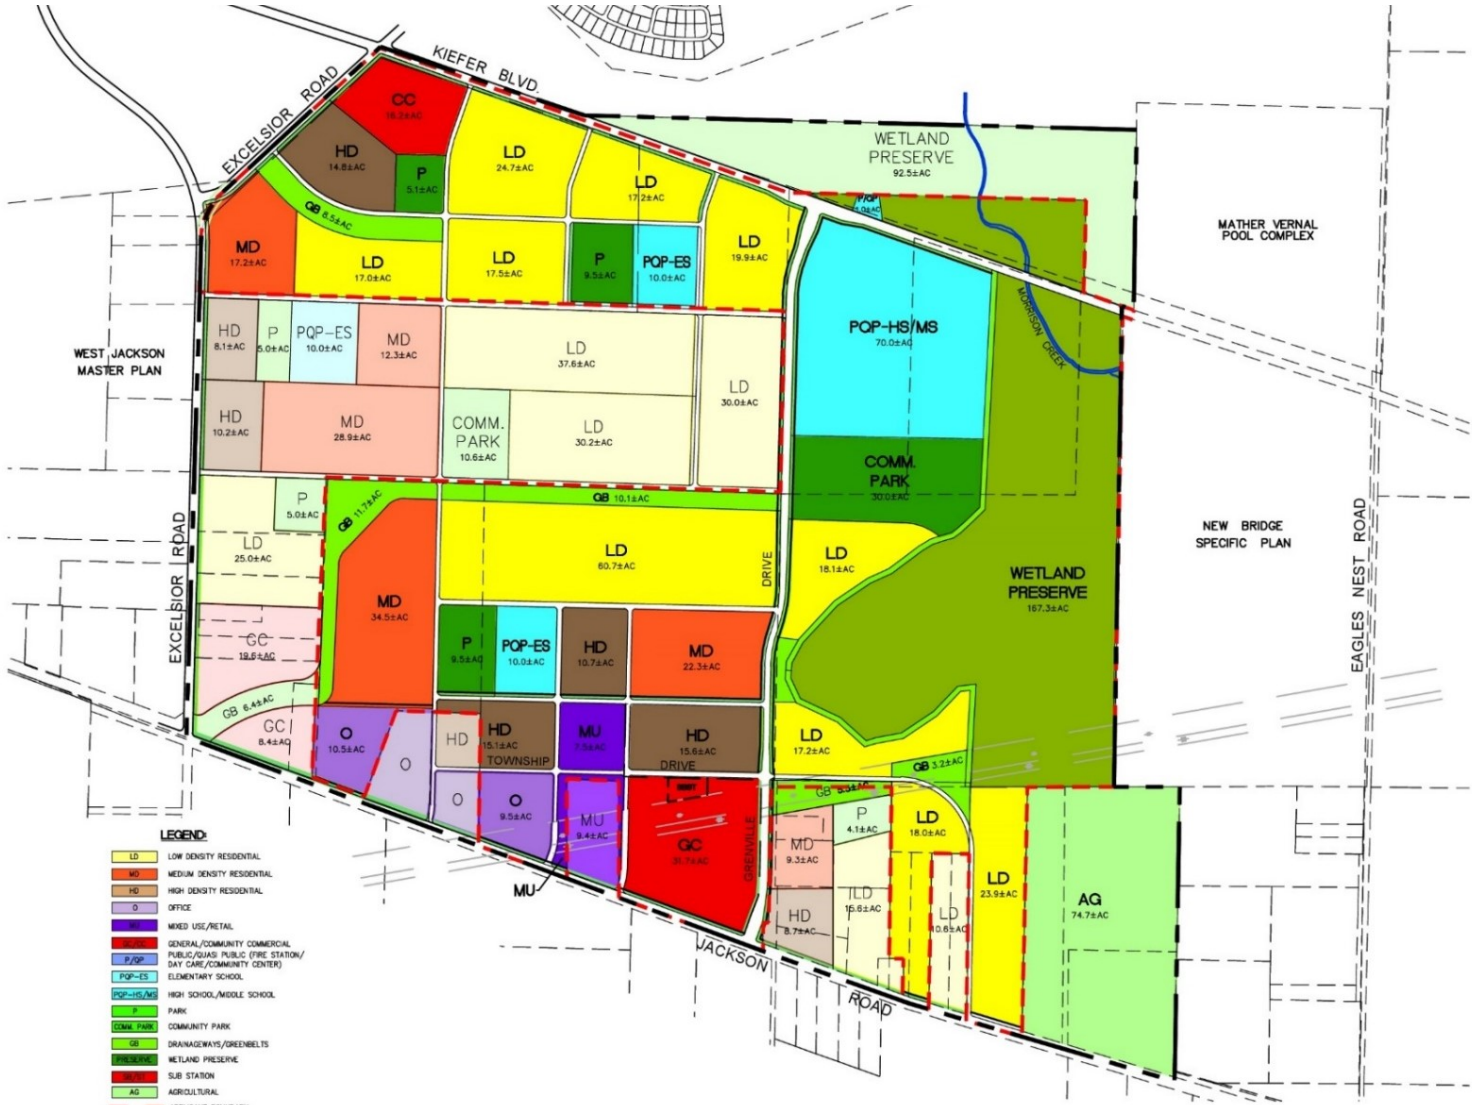 KIEFER BLVD.
EXCELSIOR ROAD
CC
16.2±AC
HD
14.8±AC
P
5.1±AC
LD
24.7±AC
LD
17.2±AC
WETLAND
PRESERVE
92.5±AC
P/QP
MATHER VERNAL
POOL COMPLEX
GB 8.5±AC
MD
17.2±AC
LD
17.0±AC
LD
17.5±AC
P
9.5±AC
PQP-ES
10.0±AC
LD
19.9±AC
MORRISON CREEK
PQP-HS/MS
70.0±AC
WEST JACKSON
MASTER PLAN
HD
8.1±AC
P
5.0±AC
PQP-ES
10.0±AC
MD
12.3±AC
LD
37.6±AC
LD
30.0±AC
HD
10.2±AC
MD
28.9±AC
COMM.
PARK
10.6±AC
LD
30.2±AC
COMM.
PARK
30.0±AC
P
5.0±AC
GB 11.7±AC
GB 10.1±AC
LD
25.0±AC
EXCELSIOR ROAD
LD
60.7±AC
DRIVE
LD
18.1±AC
NEW BRIDGE
SPECIFIC PLAN
EAGLES NEST ROAD
WETLAND
PRESERVE
167.3±AC
MD
34.5±AC
GC
19.6±AC
P
9.5±AC
PQP-ES
10.0±AC
HD
10.7±AC
MD
22.3±AC
GB 6.4±AC
GC
8.4±AC
O
10.5±AC
O
HD
HD
15.1±AC
TOWNSHIP
MU
7.5±AC
HD
15.6±AC
DRIVE
LD
17.2±AC
GB 3.2±AC
O
O
9.5±AC
MU
9.4±AC
MU
GC
GRENVILLE
GB
P
4.1±AC
MD
9.3±AC
LD
18.0±AC
HD
8.7±AC
LD
15.6±AC
LD
10.6±AC
LD
23.9±AC
AG
74.7±AC
JACKSON
ROAD
LEGEND:
LD LOW DENSITY RESIDENTIAL
MD MEDIUM DENSITY RESIDENTIAL
HD HIGH DENSITY RESIDENTIAL
O OFFICE
MU MIXED USE/RETAIL
GC/CC GENERAL/COMMUNITY COMMERCIAL
P/QP PUBLIC/QUASI PUBLIC (FIRE STATION/
DAY CARE/COMMUNITY CENTER)
PQP-ES ELEMENTARY SCHOOL
PQP-HS/MS HIGH SCHOOL/MIDDLE SCHOOL
P PARK
COMM. PARK COMMUNITY PARK
GB DRAINAGEWAYS/GREENBELTS
PRESERVE WETLAND PRESERVE
SUB STATION
AG AGRICULTURAL